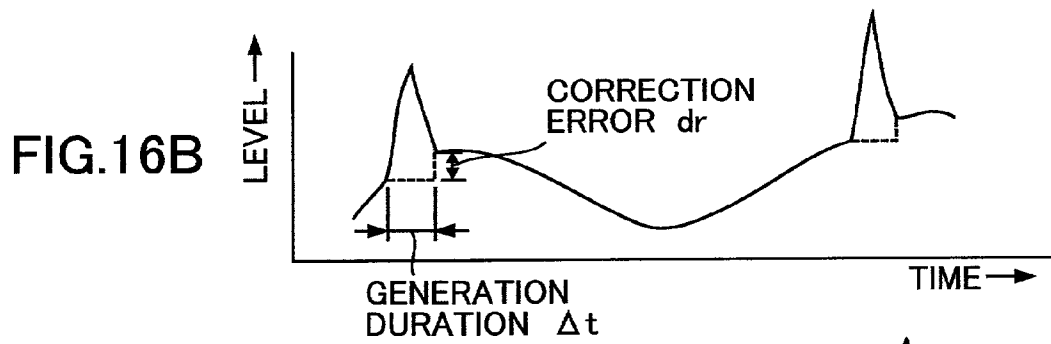 FIG.16B
LEVEL
CORRECTION
ERROR dr
TIME
GENERATION
DURATION Δt